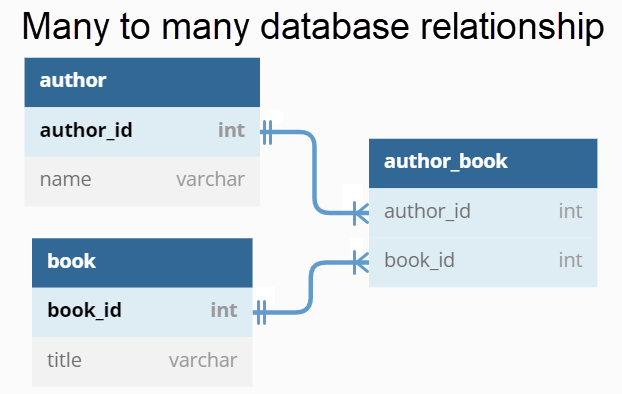 Many to many database relationship
author
author_id int
name varchar
book
book_id int
title varchar
author_book
author_id int
book_id int